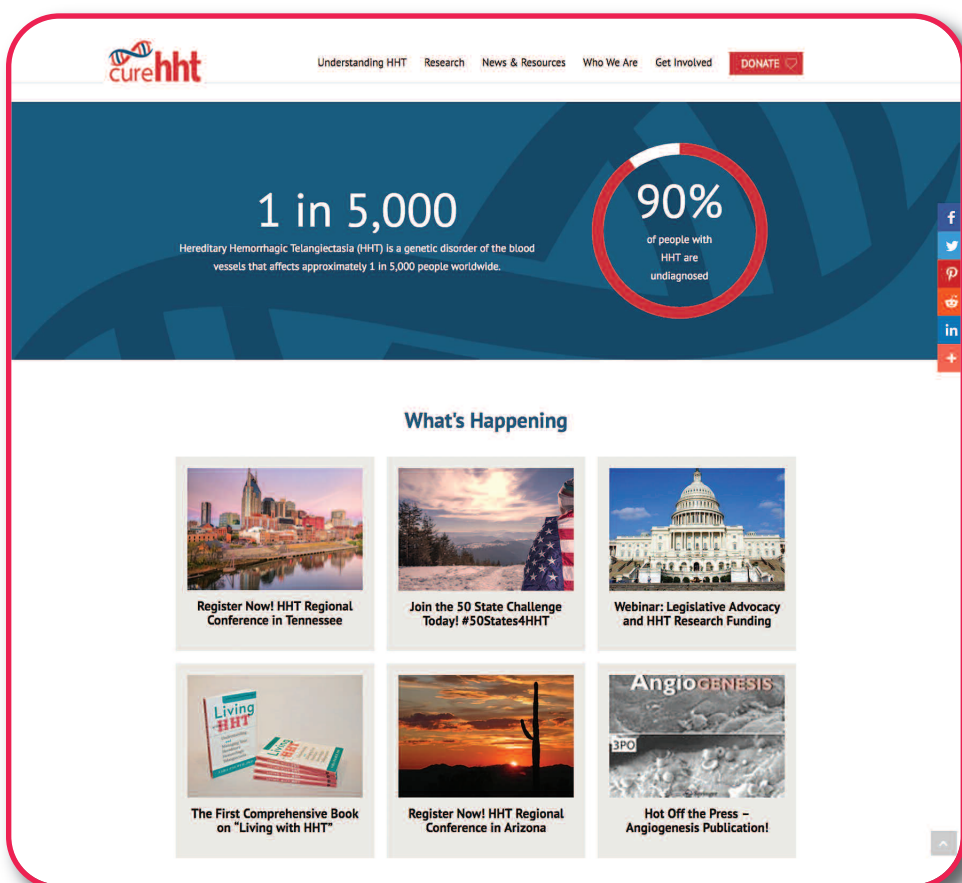 curehht
Understanding HHT Research News & Resources Who We Are Get Involved DONATE
1 in 5,000
Hereditary Hemorrhagic Telangiectasia (HHT) is a genetic disorder of the blood
vessels that affects approximately 1 in 5,000 people worldwide.
90%
of people with
HHT are
undiagnosed
What's Happening
Register Now! HHT Regional
Conference in Tennessee
Join the 50 State Challenge
Today! #50States4HHT
Webinar: Legislative Advocacy
and HHT Research Funding
Living
HHT
Living
HHT
ANGIOGENESIS
3PO
The First Comprehensive Book
on “Living with HHT”
Register Now! HHT Regional
Conference in Arizona
Hot Off the Press –
Angiogenesis Publication!